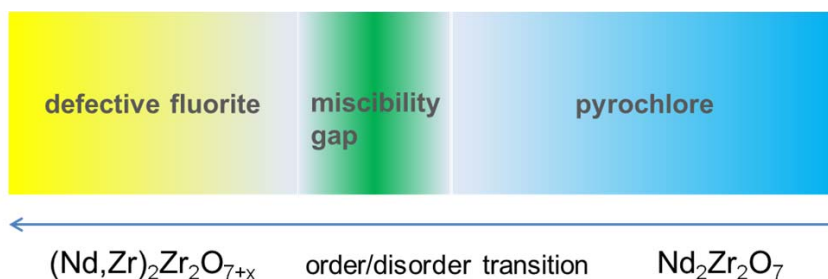 defective fluorite
miscibility
gap
pyrochlore
(Nd,Zr)₂Zr₂O₇₊ₓ
order/disorder transition
Nd₂Zr₂O₇